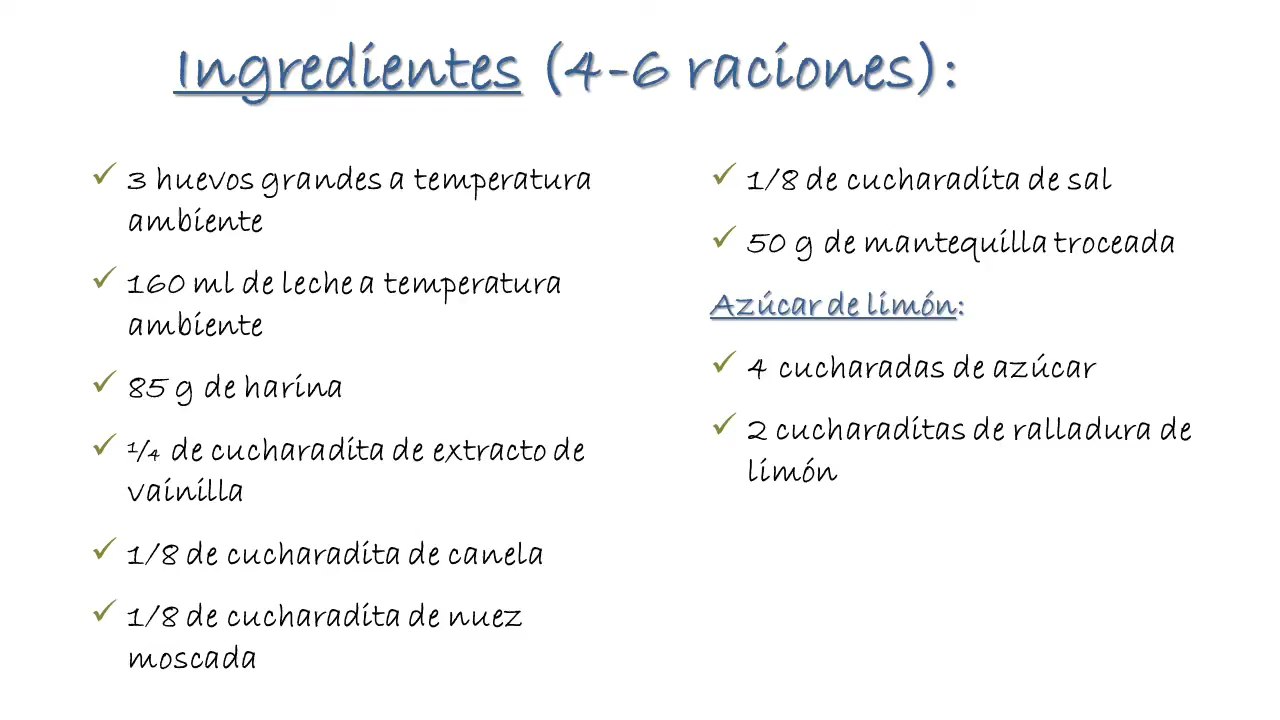 Ingredientes (4-6 raciones):
3 huevos grandes a temperatura
ambiente
160 ml de leche a temperatura
ambiente
85 g de harina
¼ de cucharadita de extracto de
vainilla
1/8 de cucharadita de canela
1/8 de cucharadita de nuez
moscada
1/8 de cucharadita de sal
50 g de mantequilla troceada
Azúcar de limón:
4 cucharadas de azúcar
2 cucharaditas de ralladura de
limón